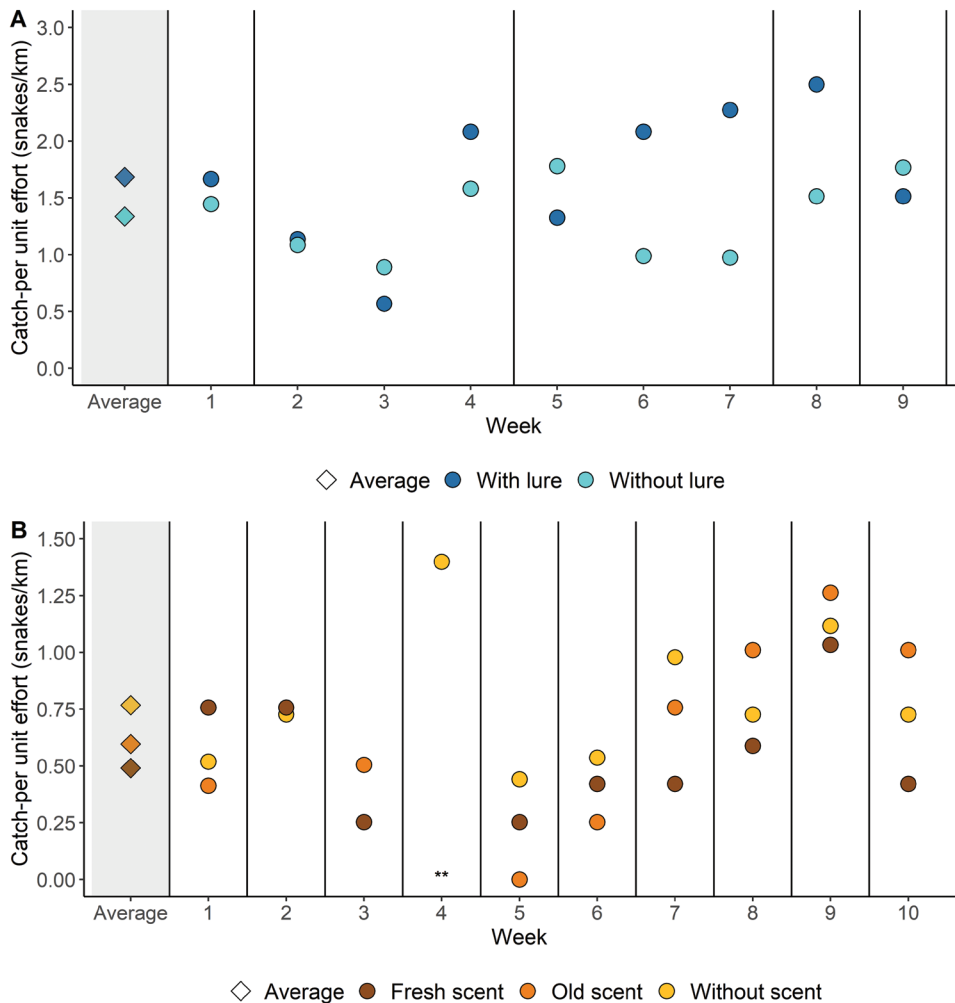 A
Catch-per unit effort (snakes/km)
3.0
2.5
2.0
1.5
1.0
0.5
0.0
Average 1 2 3 4 5 6 7 8 9
Week
Average With lure Without lure
B
Catch-per unit effort (snakes/km)
1.50
1.25
1.00
0.75
0.50
0.25
0.00
**
Average 1 2 3 4 5 6 7 8 9 10
Week
Average Fresh scent Old scent Without scent